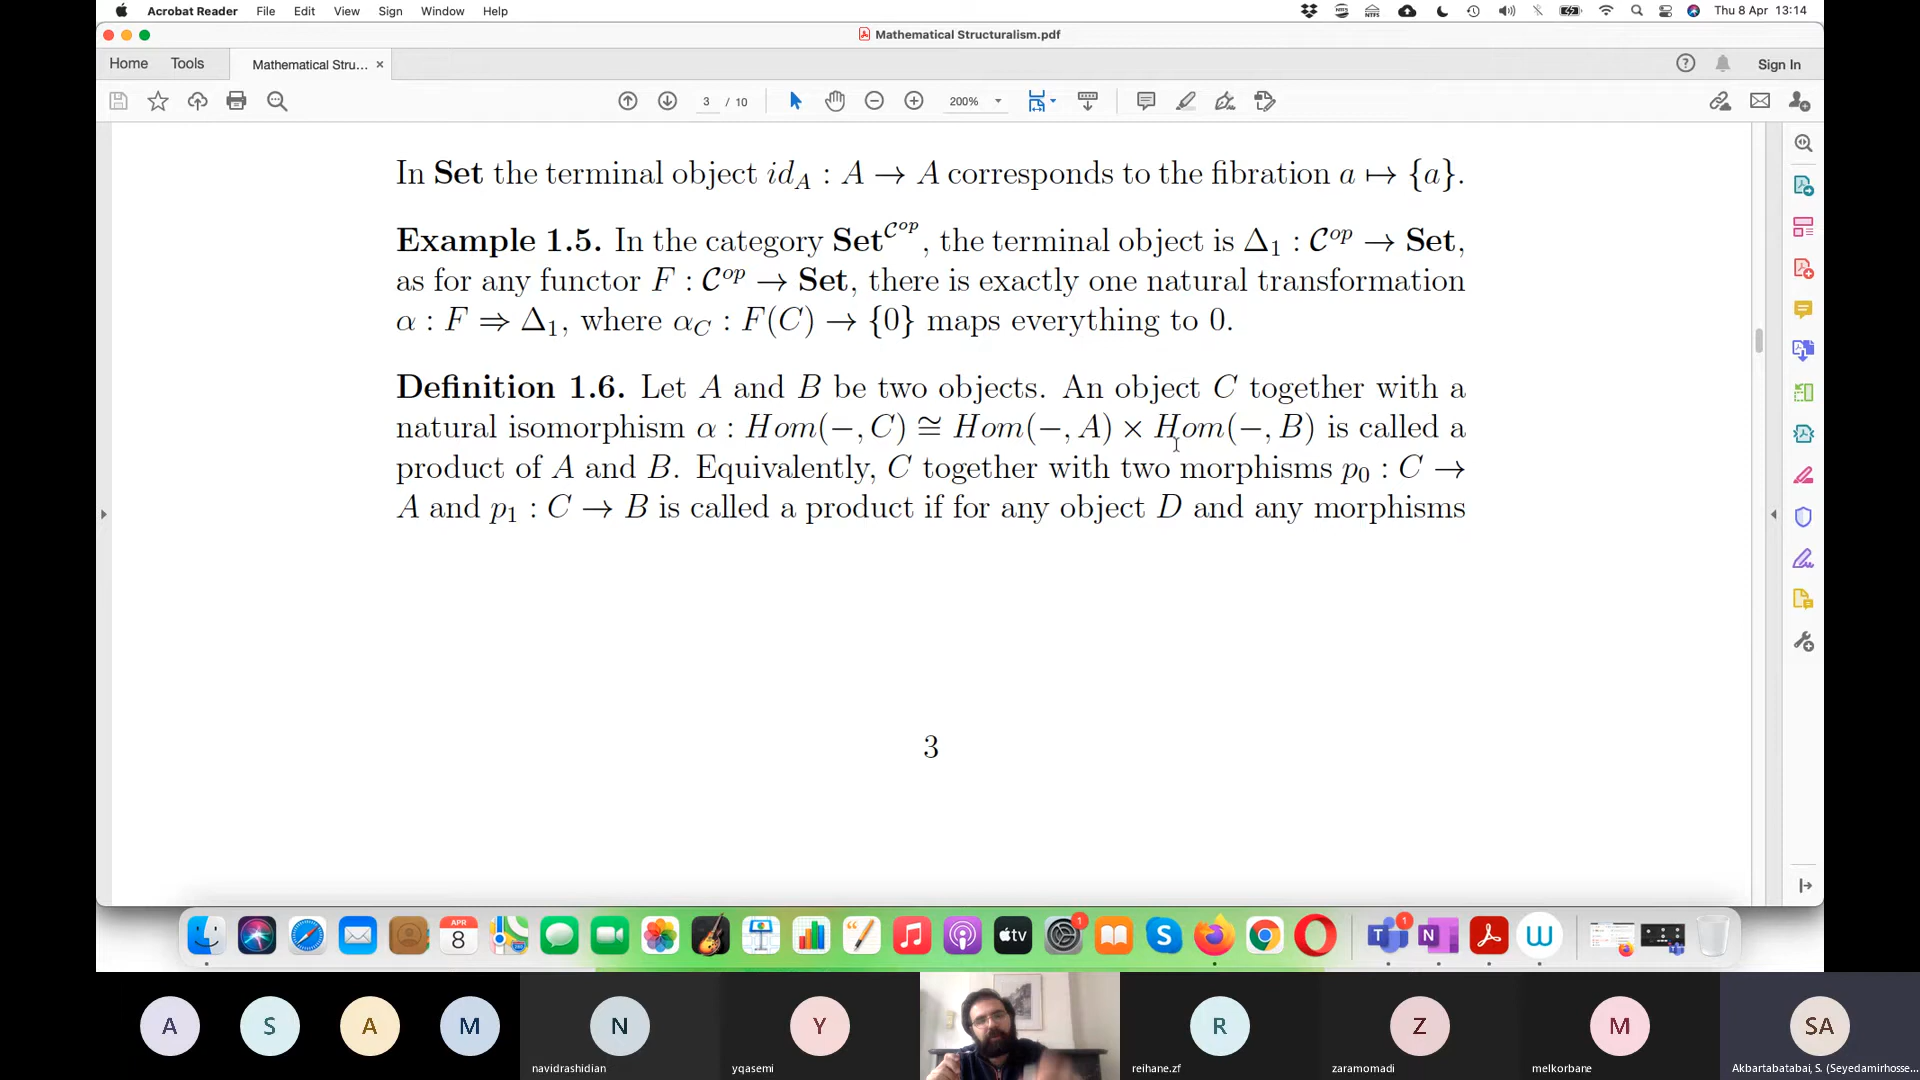 Acrobat Reader File Edit View Sign Window Help Thu 8 Apr 13:14
Mathematical Structuralism.pdf
Home Tools Mathematical Stru... × Sign In
3 / 10 200%
In Set the terminal object id_A : A → A corresponds to the fibration a ↦ {a}.
Example 1.5. In the category Set^{C^{op}}, the terminal object is Δ_1 : C^{op} → Set,
as for any functor F : C^{op} → Set, there is exactly one natural transformation
α : F ⇒ Δ_1, where α_C : F(C) → {0} maps everything to 0.
Definition 1.6. Let A and B be two objects. An object C together with a
natural isomorphism α : Hom(−, C) ≅ Hom(−, A) × Hom(−, B) is called a
product of A and B. Equivalently, C together with two morphisms p_0 : C →
A and p_1 : C → B is called a product if for any object D and any morphisms
3
APR
8
tv
1
S
1
N
W
A S A M N Y R Z M SA
navidrashidian yqasemi reihane.zf zaramomadi melkorbane Akbartabatabai, S. (Seyedamirhosse...